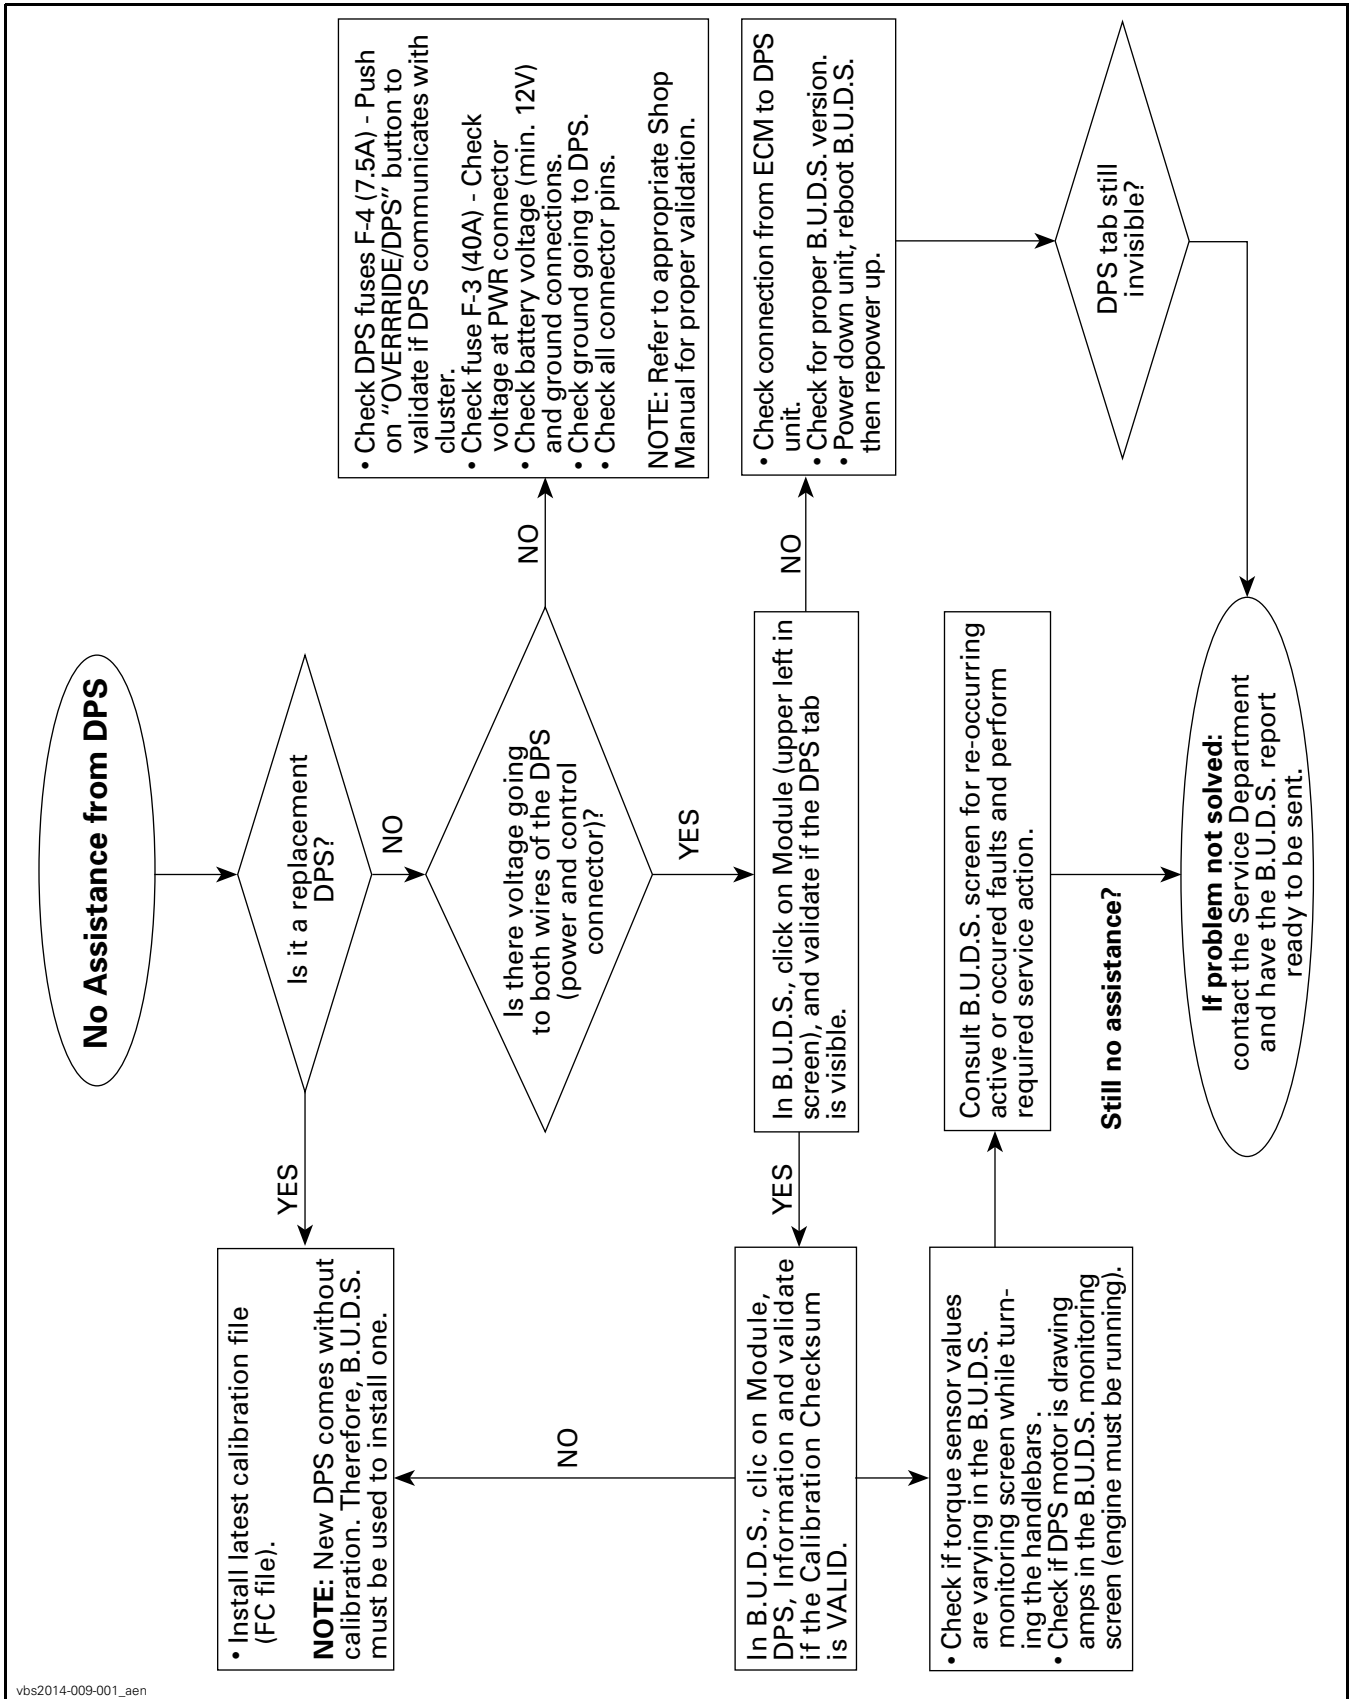 No Assistance from DPS
Is it a replacement
DPS?
YES
NO
• Install latest calibration file
(FC file).
NOTE: New DPS comes without
calibration. Therefore, B.U.D.S.
must be used to install one.
Is there voltage going
to both wires of the DPS
(power and control
connector)?
NO
YES
• Check DPS fuses F-4 (7.5A) - Push
on "OVERRRIDE/DPS" button to
validate if DPS communicates with
cluster.
• Check fuse F-3 (40A) - Check
voltage at PWR connector
• Check battery voltage (min. 12V)
and ground connections.
• Check ground going to DPS.
• Check all connector pins.
NOTE: Refer to appropriate Shop
Manual for proper validation.
In B.U.D.S., click on Module (upper left in
screen), and validate if the DPS tab
is visible.
YES
NO
In B.U.D.S., clic on Module,
DPS, Information and validate
if the Calibration Checksum
is VALID.
NO
• Check connection from ECM to DPS
unit.
• Check for proper B.U.D.S. version.
• Power down unit, reboot B.U.D.S.
then repower up.
• Check if torque sensor values
are varying in the B.U.D.S.
monitoring screen while turn-
ing the handlebars .
• Check if DPS motor is drawing
amps in the B.U.D.S. monitoring
screen (engine must be running).
Consult B.U.D.S. screen for re-occurring
active or occured faults and perform
required service action.
DPS tab still
invisible?
Still no assistance?
If problem not solved:
contact the Service Department
and have the B.U.D.S. report
ready to be sent.
vbs2014-009-001_aen